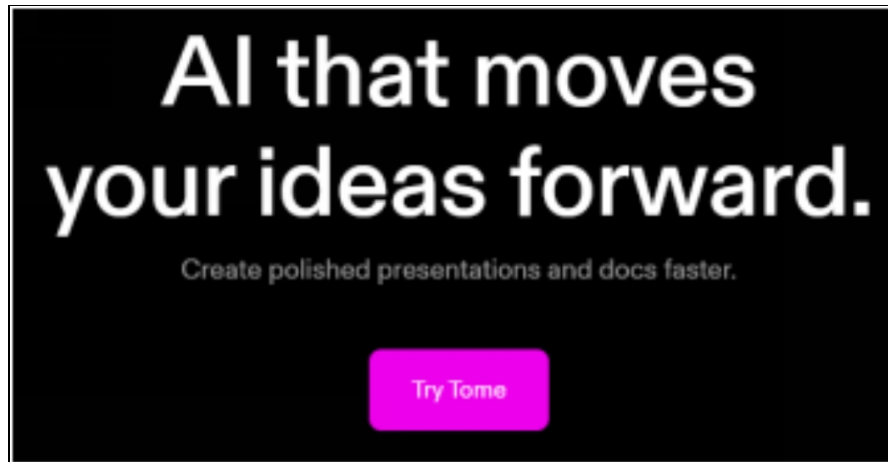 AI that moves
your ideas forward.
Create polished presentations and docs faster.
Try Tome